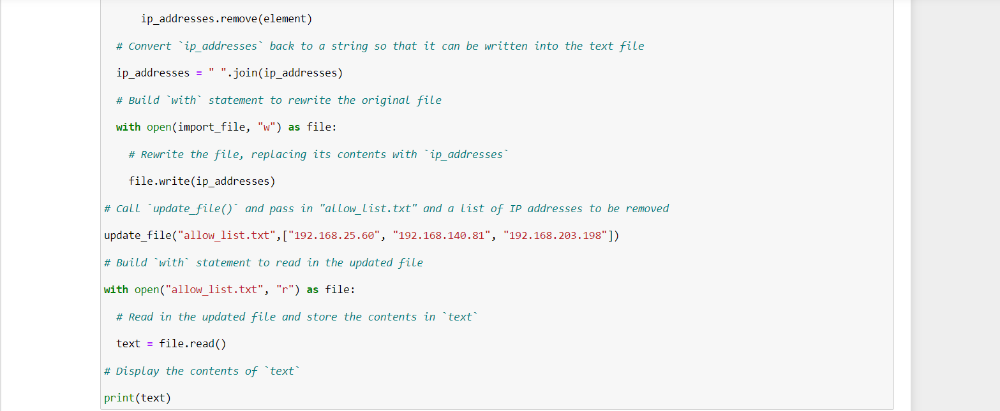 ip_addresses.remove(element)
# Convert `ip_addresses` back to a string so that it can be written into the text file
ip_addresses = " ".join(ip_addresses)
# Build `with` statement to rewrite the original file
with open(import_file, "w") as file:
# Rewrite the file, replacing its contents with `ip_addresses`
file.write(ip_addresses)
# Call `update_file()` and pass in "allow_list.txt" and a list of IP addresses to be removed
update_file("allow_list.txt",["192.168.25.60", "192.168.140.81", "192.168.203.198"])
# Build `with` statement to read in the updated file
with open("allow_list.txt", "r") as file:
# Read in the updated file and store the contents in `text`
text = file.read()
# Display the contents of `text`
print(text)